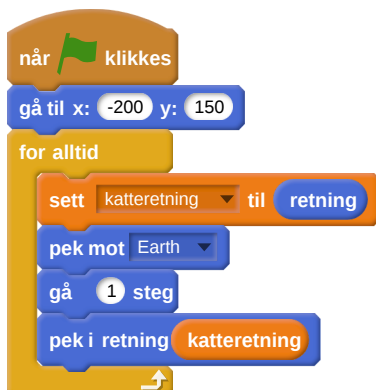 når klikkes
gå til x: -200 y: 150
for alltid
sett katteretning til retning
pek mot Earth
gå 1 steg
pek i retning katteretning